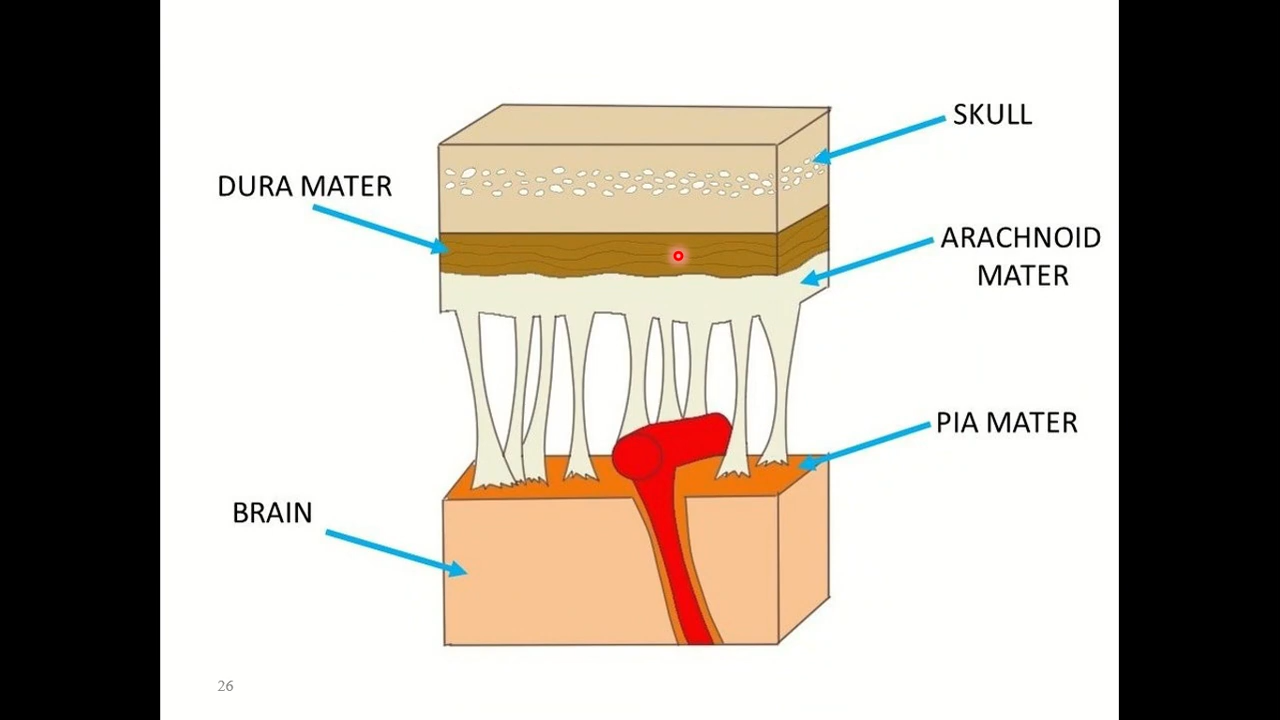 SKULL
DURA MATER
ARACHNOID
MATER
PIA MATER
BRAIN
26